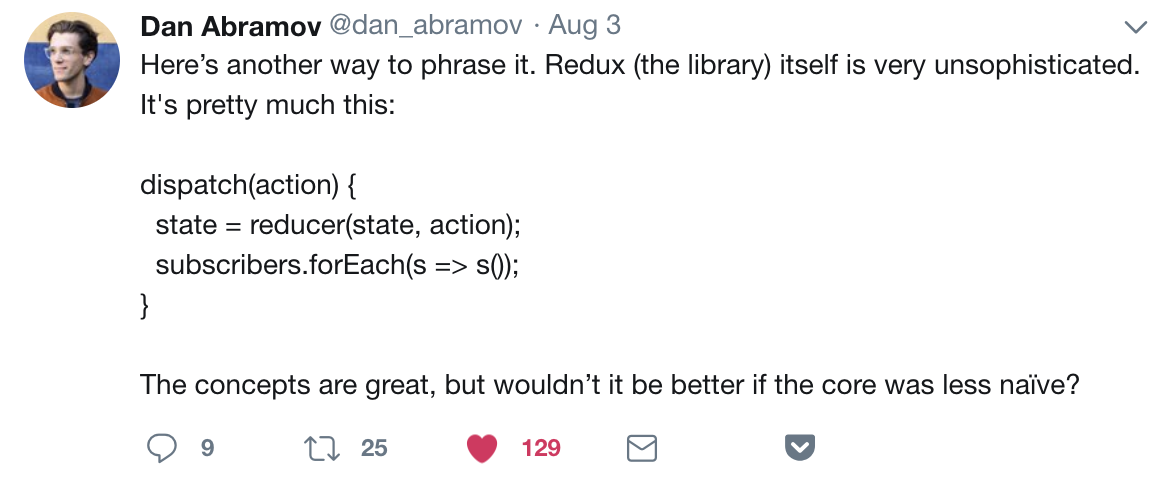 Dan Abramov @dan_abramov · Aug 3
Here’s another way to phrase it. Redux (the library) itself is very unsophisticated.
It's pretty much this:
dispatch(action) {
  state = reducer(state, action);
  subscribers.forEach(s => s());
}
The concepts are great, but wouldn’t it be better if the core was less naïve?
9 25 129